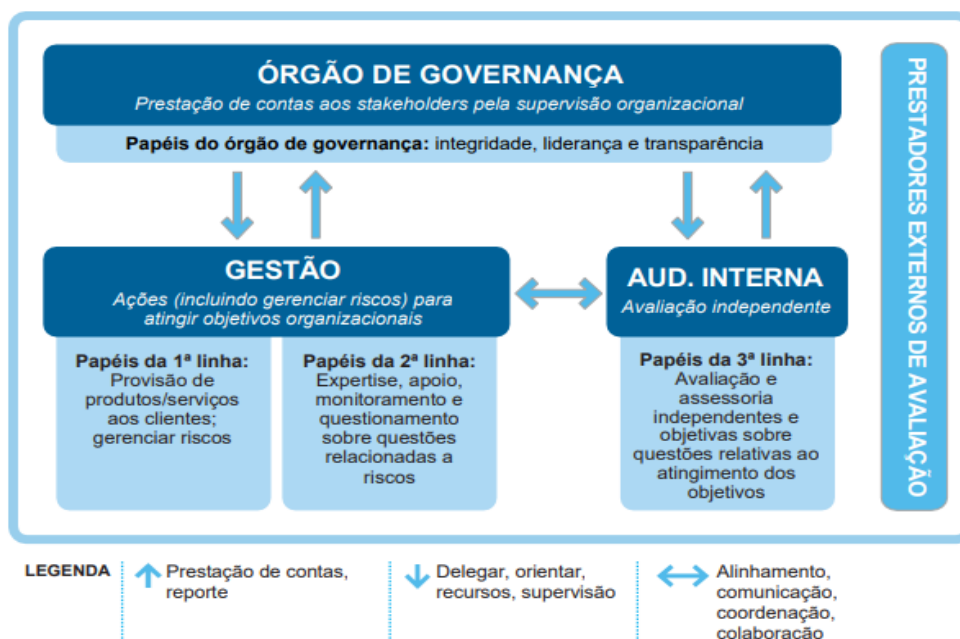 ÓRGÃO DE GOVERNANÇA
Prestação de contas aos stakeholders pela supervisão organizacional
Papéis do órgão de governança: integridade, liderança e transparência
GESTÃO
Ações (incluindo gerenciar riscos) para
atingir objetivos organizacionais
Papéis da 1ª linha:
Provisão de
produtos/serviços
aos clientes;
gerenciar riscos
Papéis da 2ª linha:
Expertise, apoio,
monitoramento e
questionamento
sobre questões
relacionadas a
riscos
AUD. INTERNA
Avaliação independente
Papéis da 3ª linha:
Avaliação e
assessoria
independentes e
objetivas sobre
questões relativas ao
atingimento dos
objetivos
PRESTADORES EXTERNOS DE AVALIAÇÃO
LEGENDA
Prestação de contas,
reporte
Delegar, orientar,
recursos, supervisão
Alinhamento,
comunicação,
coordenação,
colaboração